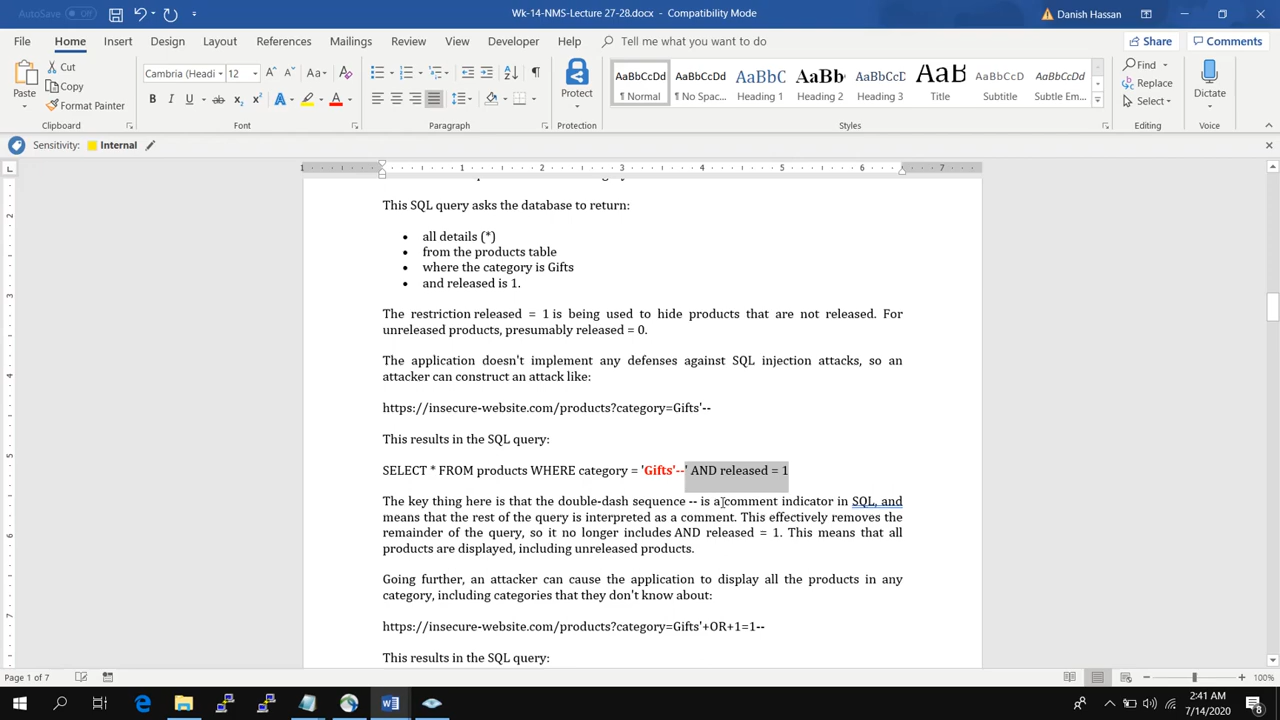 AutoSave Off Wk-14-NMS-Lecture 27-28.docx - Compatibility Mode Danish Hassan
File Home Insert Design Layout References Mailings Review View Developer Help Tell me what you want to do Share Comments
Paste Cut Copy Format Painter
Cambria (Headi 12
Protect
AaBbCcDd AaBbCcDd AaBbC AaBb AaBbCcD AaB AaBbCcD AaBbCcDd
¶ Normal ¶ No Spac... Heading 1 Heading 2 Heading 3 Title Subtitle Subtle Em...
Find Replace Select Dictate
Clipboard Font Paragraph Protection Styles Editing Voice
Sensitivity: Internal
1 1 2 3 4 5 6 7
This SQL query asks the database to return:
• all details (*)
• from the products table
• where the category is Gifts
• and released is 1.
The restriction released = 1 is being used to hide products that are not released. For
unreleased products, presumably released = 0.
The application doesn't implement any defenses against SQL injection attacks, so an
attacker can construct an attack like:
https://insecure-website.com/products?category=Gifts'--
This results in the SQL query:
SELECT * FROM products WHERE category = 'Gifts'--' AND released = 1
The key thing here is that the double-dash sequence -- is a comment indicator in SQL, and
means that the rest of the query is interpreted as a comment. This effectively removes the
remainder of the query, so it no longer includes AND released = 1. This means that all
products are displayed, including unreleased products.
Going further, an attacker can cause the application to display all the products in any
category, including categories that they don't know about:
https://insecure-website.com/products?category=Gifts'+OR+1=1--
This results in the SQL query:
Page 1 of 7 100%
2:41 AM
7/14/2020 8